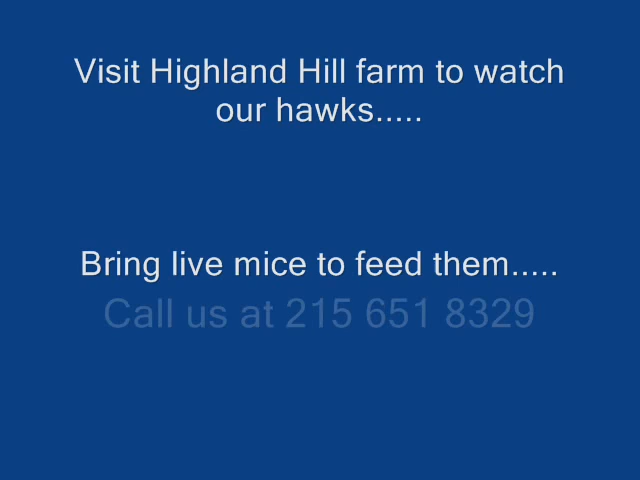 Visit Highland Hill farm to watch
our hawks.....
Bring live mice to feed them.....
Call us at 215 651 8329